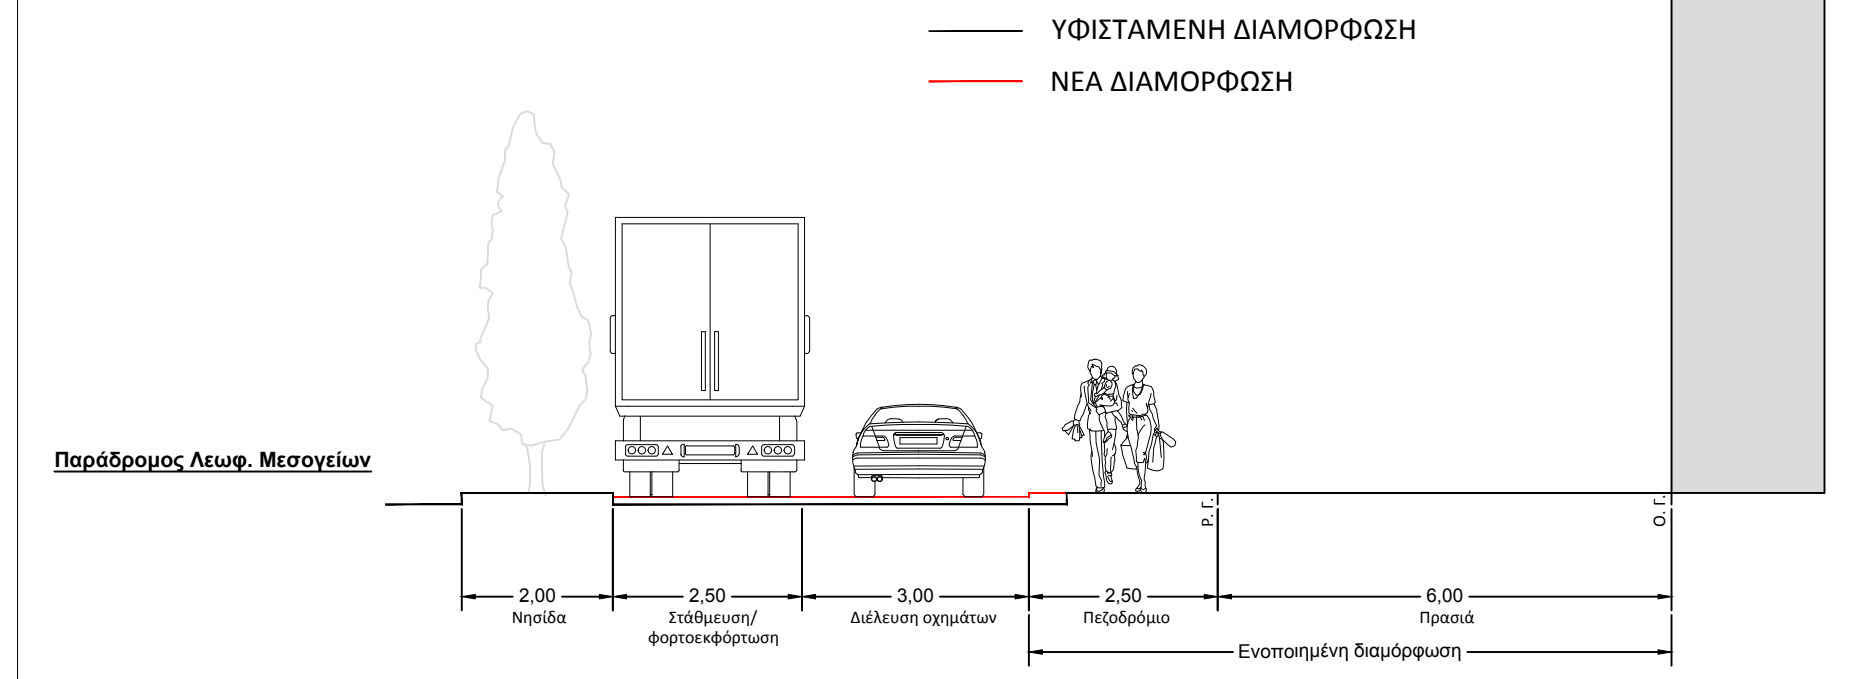 ΥΦΙΣΤΑΜΕΝΗ ΔΙΑΜΟΡΦΩΣΗ
ΝΕΑ ΔΙΑΜΟΡΦΩΣΗ
Παράδρομος Λεωφ. Μεσογείων
Ρ. Γ.
Ο. Γ.
2,00
2,50
3,00
2,50
6,00
Νησίδα
Στάθμευση/
φορτοεκφόρτωση
Διέλευση οχημάτων
Πεζοδρόμιο
Πρασιά
Ενοποιημένη διαμόρφωση